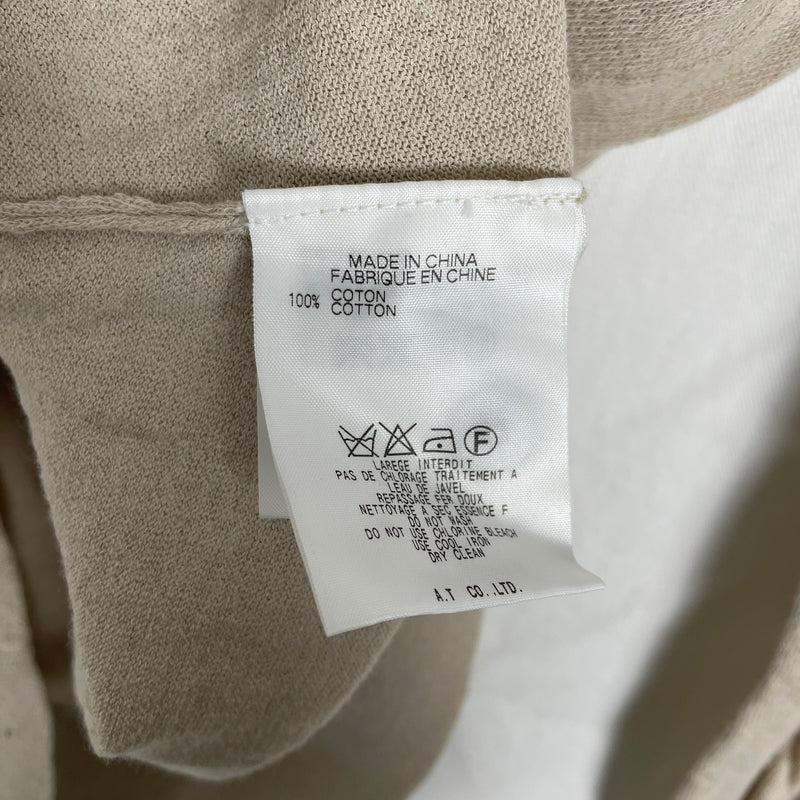 MADE IN CHINA
FABRIQUE EN CHINE
100% COTON
COTTON
F
LAREGE INTERDIT
PAS DE CHLORAGE TRAITEMENT A
LEAU DE JAVEL
REPASSAGE FER DOUX
NETTOYAGE A SEC ESSENCE F
DO NOT WASH
DO NOT USE CHLORINE BLEACH
USE COOL IRON
DRY CLEAN
A.T CO.,LTD.